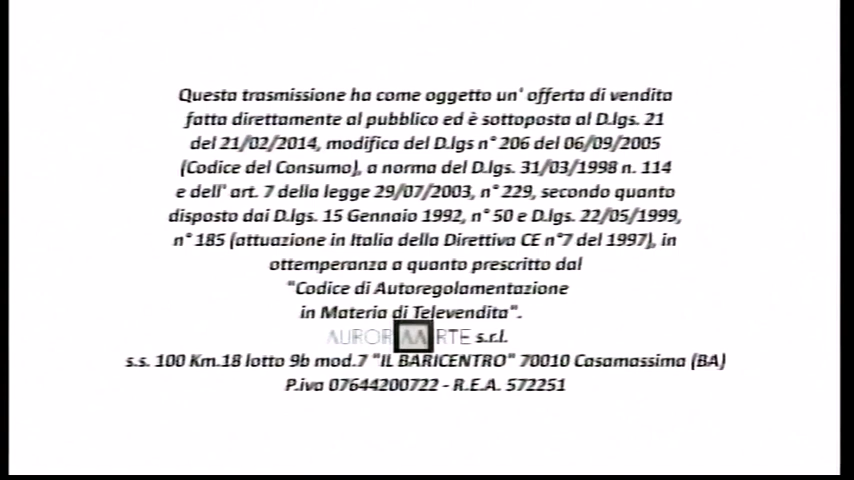 Questa trasmissione ha come oggetto un' offerta di vendita
fatta direttamente al pubblico ed è sottoposta al D.lgs. 21
del 21/02/2014, modifica del D.lgs n° 206 del 06/09/2005
(Codice del Consumo), a norma del D.lgs. 31/03/1998 n. 114
e dell' art. 7 della legge 29/07/2003, n° 229, secondo quanto
disposto dai D.lgs. 15 Gennaio 1992, n° 50 e D.lgs. 22/05/1999,
n° 185 (attuazione in Italia della Direttiva CE n°7 del 1997), in
ottemperanza a quanto prescritto dal
"Codice di Autoregolamentazione
in Materia di Televendita".
AURORAARTE s.r.l.
s.s. 100 Km.18 lotto 9b mod.7 "IL BARICENTRO" 70010 Casamassima (BA)
P.iva 07644200722 - R.E.A. 572251